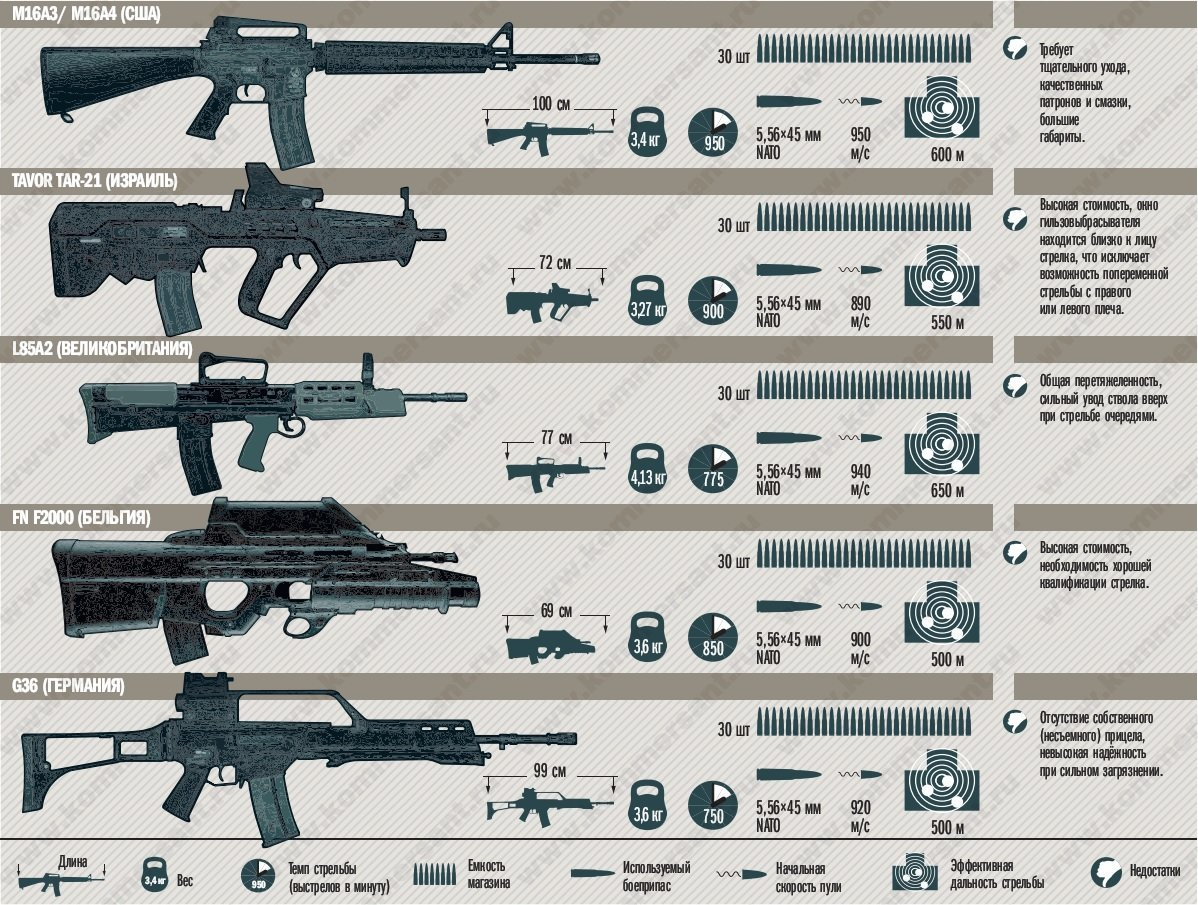 М16А3/ М16А4 (США)
30 шт
100 см
3,4 кг
950
5,56×45 мм
NATO
950
м/с
600 м
Требует
тщательного ухода,
качественных
патронов и смазки,
большие
габариты.
TAVOR TAR-21 (ИЗРАИЛЬ)
30 шт
72 см
3,27 кг
900
5,56×45 мм
NATO
890
м/с
550 м
Высокая стоимость, окно
гильзовыбрасывателя
находится близко к лицу
стрелка, что исключает
возможность попеременной
стрельбы с правого
или левого плеча.
L85A2 (ВЕЛИКОБРИТАНИЯ)
30 шт
77 см
4,13 кг
775
5,56×45 мм
NATO
940
м/с
650 м
Общая перетяжеленность,
сильный увод ствола вверх
при стрельбе очередями.
FN F2000 (БЕЛЬГИЯ)
30 шт
69 см
3,6 кг
850
5,56×45 мм
NATO
900
м/с
500 м
Высокая стоимость,
необходимость хорошей
квалификации стрелка.
G36 (ГЕРМАНИЯ)
30 шт
99 см
3,6 кг
750
5,56×45 мм
NATO
920
м/с
500 м
Отсутствие собственного
(несъемного) прицела,
невысокая надёжность
при сильном загрязнении.
Длина
3,4 кг
Вес
950
Темп стрельбы
(выстрелов в минуту)
Емкость
магазина
Используемый
боеприпас
Начальная
скорость пули
Эффективная
дальность стрельбы
Недостатки
www.kommersant.ru